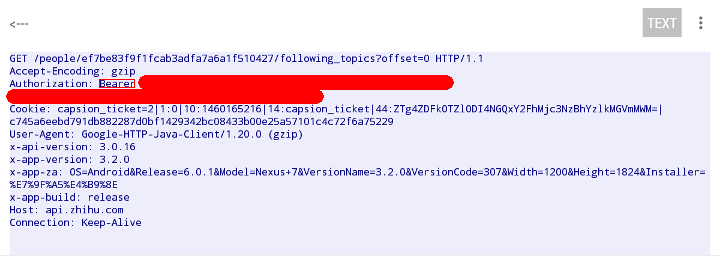 <---
TEXT
GET /people/ef7be83f9f1fcab3adfa7a6a1f510427/following_topics?offset=0 HTTP/1.1
Accept-Encoding: gzip
Authorization: Bearer
Cookie: capsion_ticket=2|1:0|10:1460165216|14:capsion_ticket|44:ZTg4ZDFkOTZlODI4NGQxY2FhMjc3NzBhYzlkMGVmMWM=|
c745a6eebd791db882287d0bf1429342bc08433b00e25a57101c4c72f6a75229
User-Agent: Google-HTTP-Java-Client/1.20.0 (gzip)
x-api-version: 3.0.16
x-app-version: 3.2.0
x-app-za: OS=Android&Release=6.0.1&Model=Nexus+7&VersionName=3.2.0&VersionCode=307&Width=1200&Height=1824&Installer=
%E7%9F%A5%E4%B9%8E
x-app-build: release
Host: api.zhihu.com
Connection: Keep-Alive